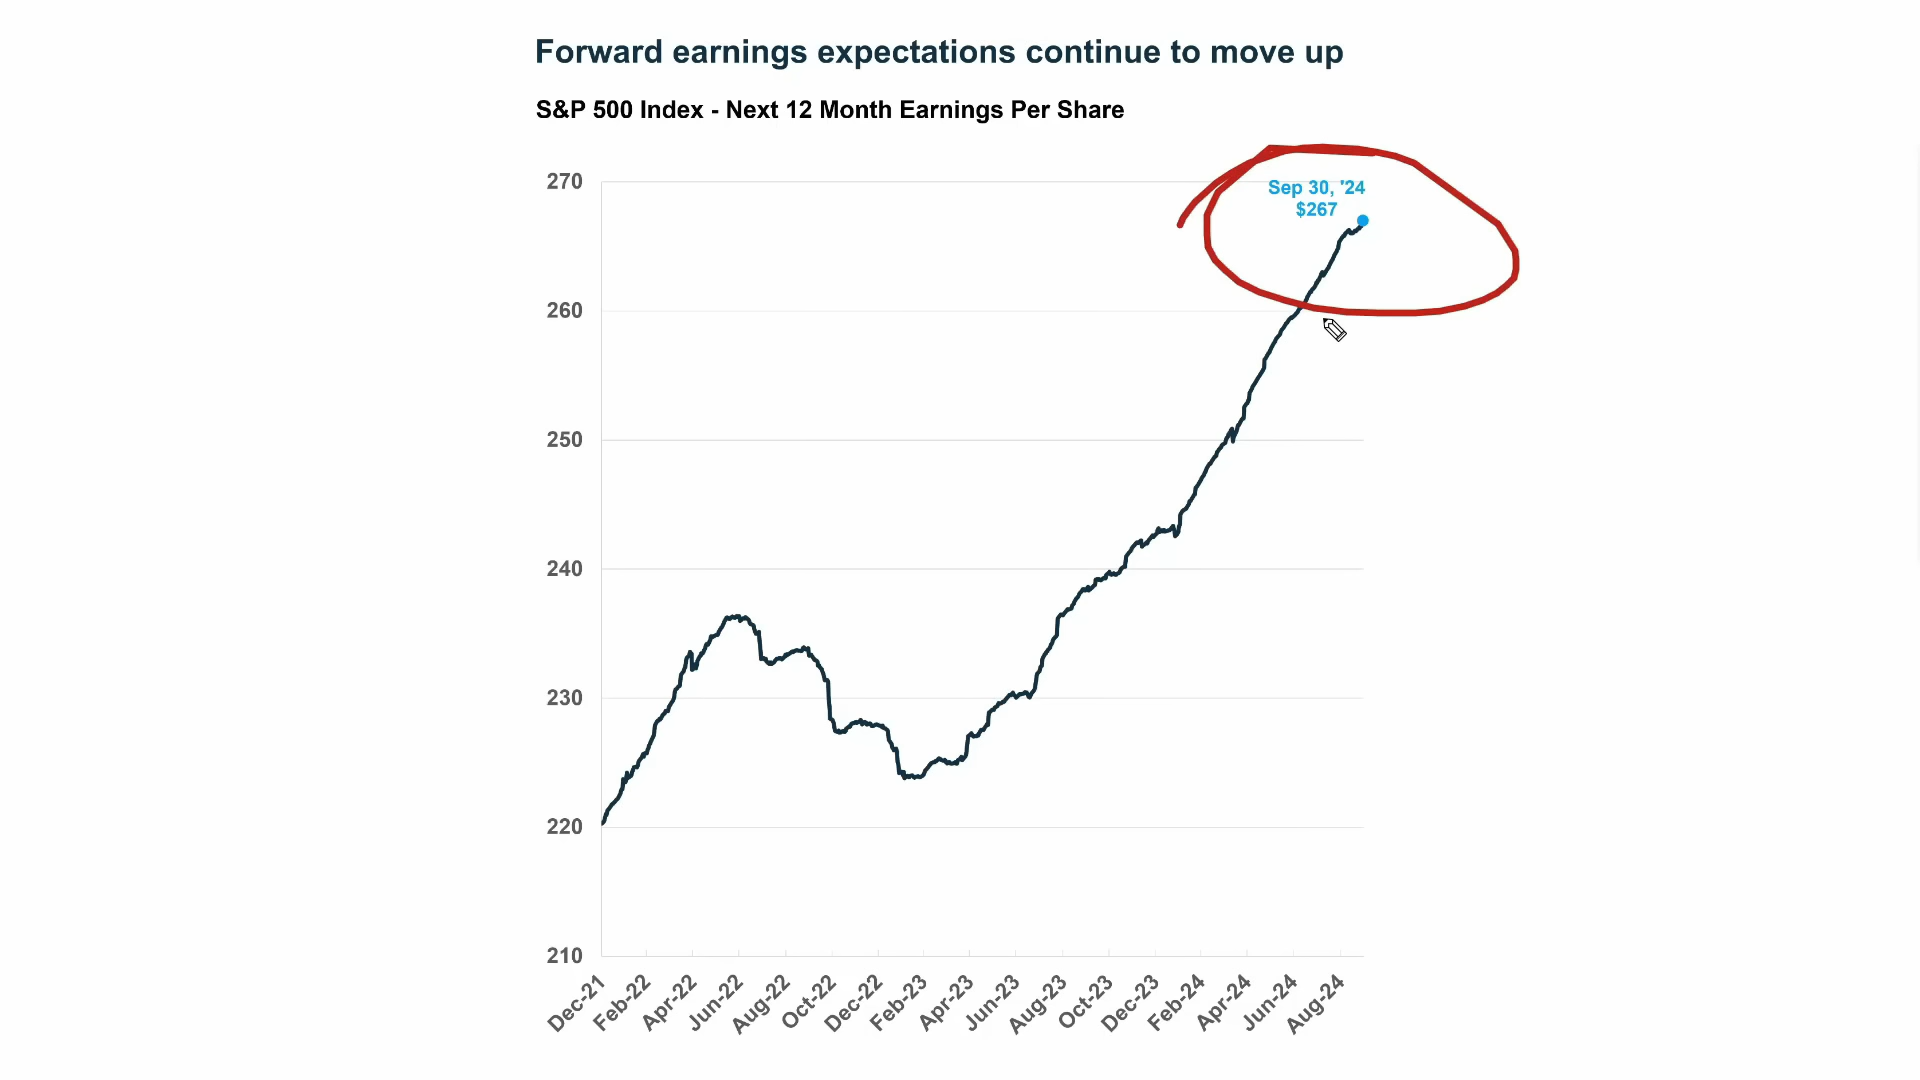 Forward earnings expectations continue to move up
S&P 500 Index - Next 12 Month Earnings Per Share
270
Sep 30, '24
$267
260
250
240
230
220
210
Dec-21
Feb-22
Apr-22
Jun-22
Aug-22
Oct-22
Dec-22
Feb-23
Apr-23
Jun-23
Aug-23
Oct-23
Dec-23
Feb-24
Apr-24
Jun-24
Aug-24